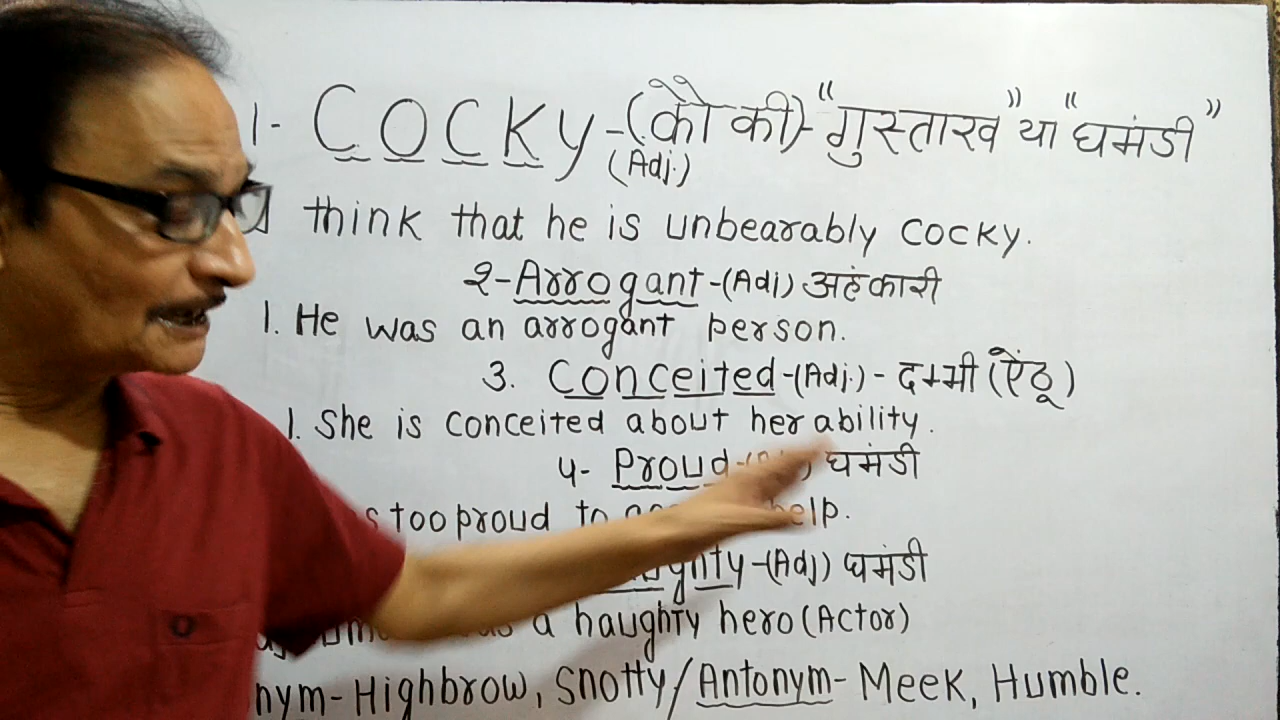 1- COCKY-(कौकी)-“गुस्ताख” या “घमंडी”
(Adj.)
think that he is unbearably cocky.
2-Arrogant-(Adj) अहंकारी
1. He was an arrogant person.
3. Conceited-(Adj.)- दम्भी (ऐंठू)
1. She is conceited about her ability.
4- Proud- घमंडी
too proud to help.
-(Adj) घमंडी
a haughty hero (Actor)
nym-Highbrow, Snotty/Antonym-Meek, Humble.